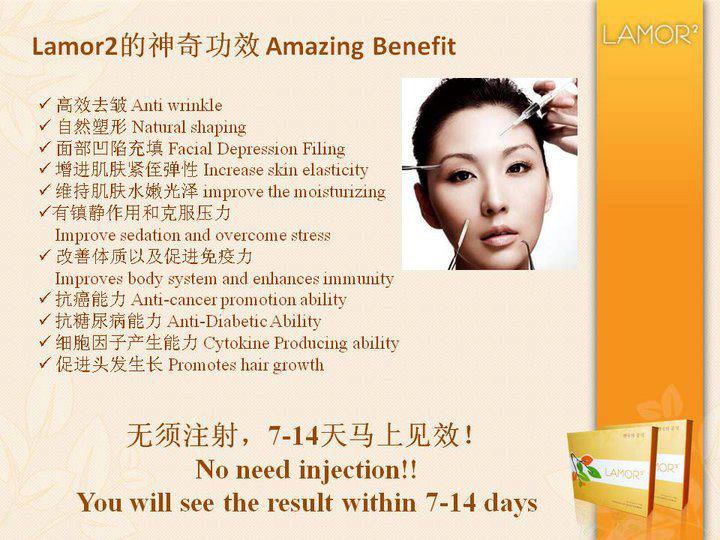 Lamor2的神奇功效 Amazing Benefit
LAMOR²
✓ 高效去皱 Anti wrinkle
✓ 自然塑形 Natural shaping
✓ 面部凹陷充填 Facial Depression Filing
✓ 增进肌肤紧侄弹性 Increase skin elasticity
✓ 维持肌肤水嫩光泽 improve the moisturizing
✓有镇静作用和克服压力
Improve sedation and overcome stress
✓ 改善体质以及促进免疫力
Improves body system and enhances immunity
✓ 抗癌能力 Anti-cancer promotion ability
✓ 抗糖尿病能力 Anti-Diabetic Ability
✓ 细胞因子产生能力 Cytokine Producing ability
✓ 促进头发生长 Promotes hair growth
无须注射，7-14天马上见效！
No need injection!!
You will see the result within 7-14 days
LAMOR²